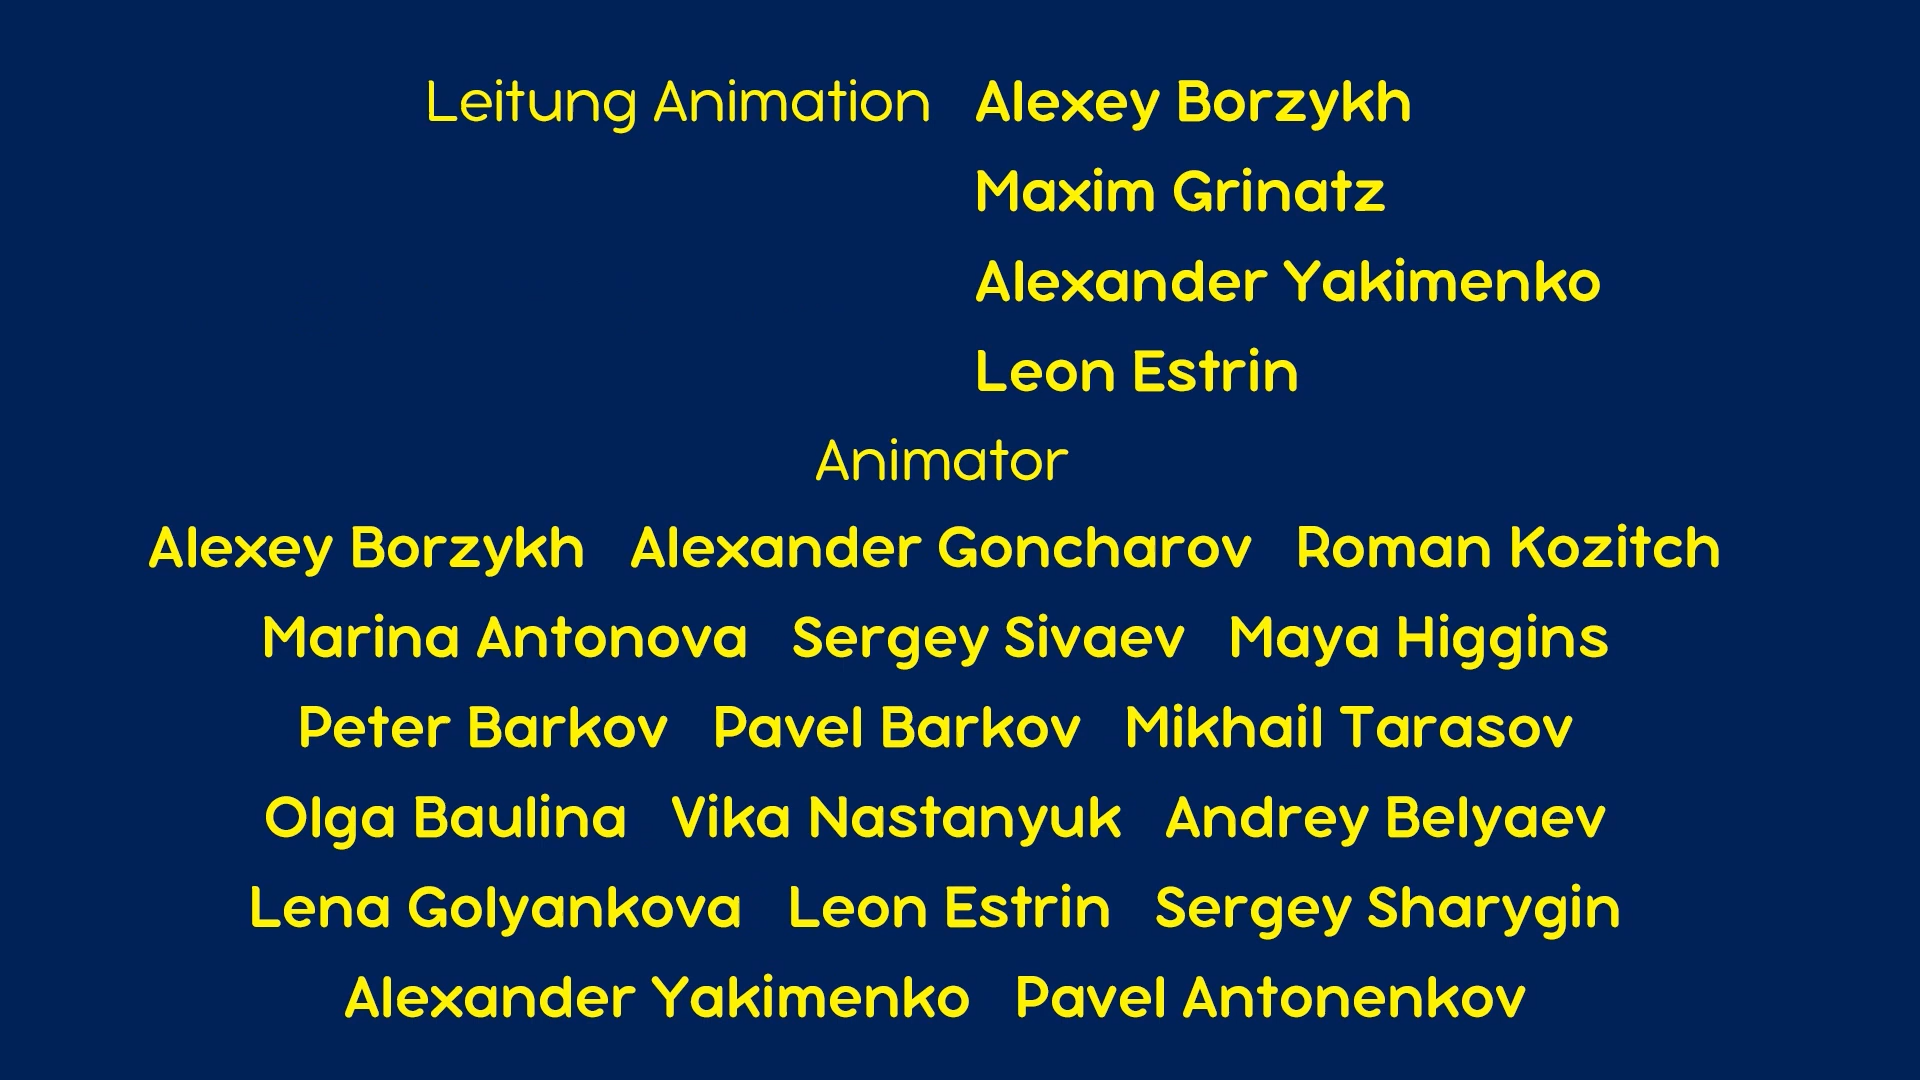 Leitung Animation Alexey Borzykh
Maxim Grinatz
Alexander Yakimenko
Leon Estrin
Animator
Alexey Borzykh Alexander Goncharov Roman Kozitch
Marina Antonova Sergey Sivaev Maya Higgins
Peter Barkov Pavel Barkov Mikhail Tarasov
Olga Baulina Vika Nastanyuk Andrey Belyaev
Lena Golyankova Leon Estrin Sergey Sharygin
Alexander Yakimenko Pavel Antonenkov